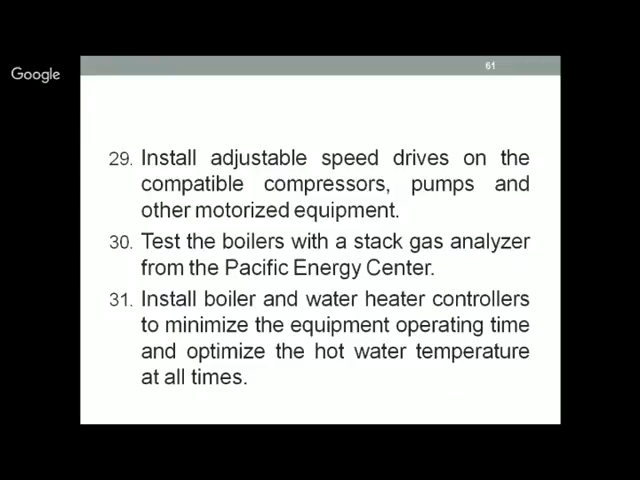 Google
61
29. Install adjustable speed drives on the
compatible compressors, pumps and
other motorized equipment.
30. Test the boilers with a stack gas analyzer
from the Pacific Energy Center.
31. Install boiler and water heater controllers
to minimize the equipment operating time
and optimize the hot water temperature
at all times.